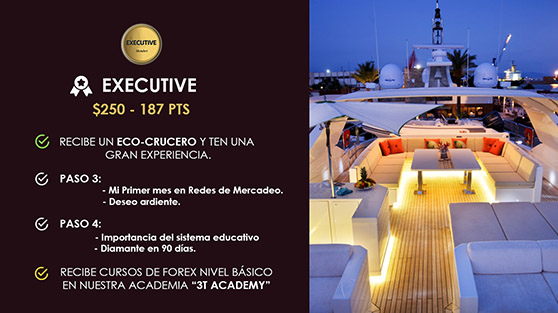 EXECUTIVE
EXECUTIVE
$250 - 187 PTS
RECIBE UN ECO-CRUCERO Y TEN UNA
GRAN EXPERIENCIA.
PASO 3:
- Mi Primer mes en Redes de Mercadeo.
- Deseo ardiente.
PASO 4:
- Importancia del sistema educativo
- Diamante en 90 días.
RECIBE CURSOS DE FOREX NIVEL BÁSICO
EN NUESTRA ACADEMIA “3T ACADEMY”